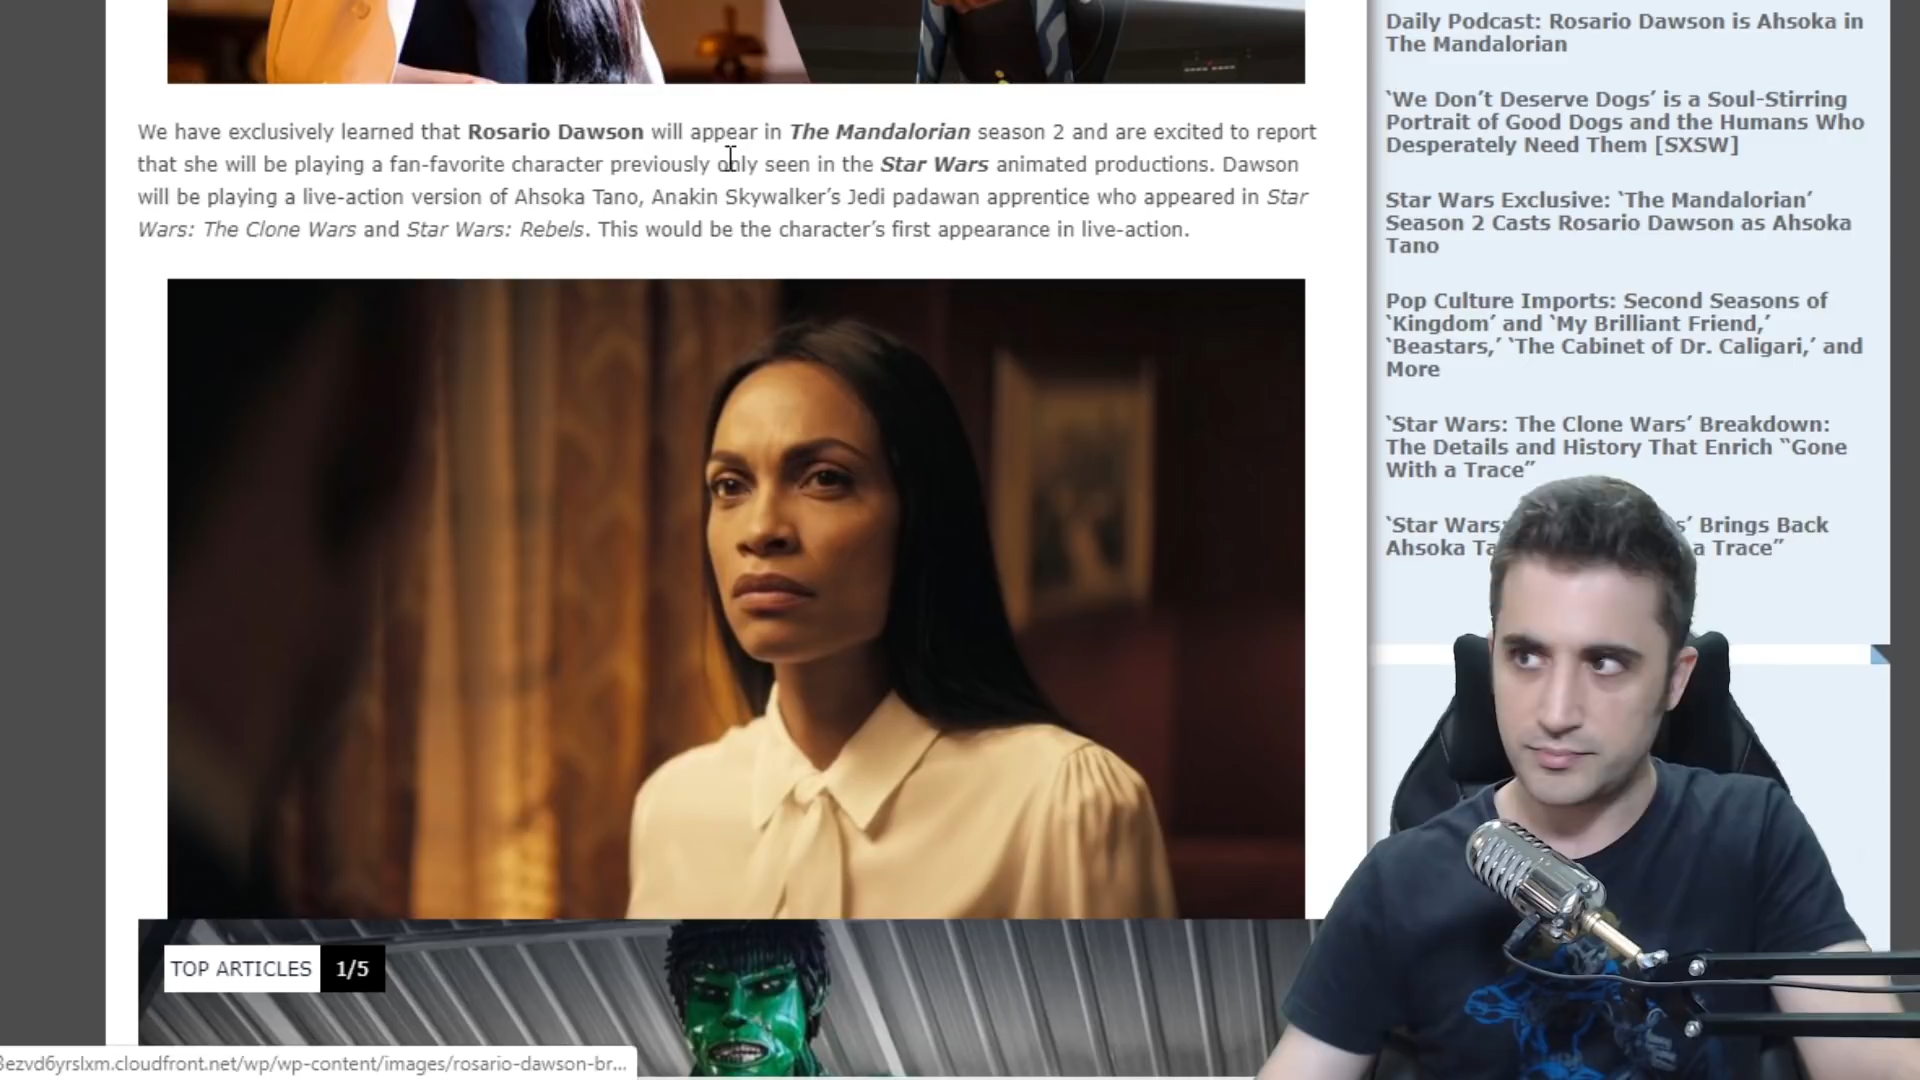 We have exclusively learned that Rosario Dawson will appear in The Mandalorian season 2 and are excited to report
that she will be playing a fan-favorite character previously only seen in the Star Wars animated productions. Dawson
will be playing a live-action version of Ahsoka Tano, Anakin Skywalker’s Jedi padawan apprentice who appeared in Star
Wars: The Clone Wars and Star Wars: Rebels. This would be the character’s first appearance in live-action.
TOP ARTICLES 1/5
3ezvd6yrslxm.cloudfront.net/wp/wp-content/images/rosario-dawson-br...
Daily Podcast: Rosario Dawson is Ahsoka in
The Mandalorian
‘We Don’t Deserve Dogs’ is a Soul-Stirring
Portrait of Good Dogs and the Humans Who
Desperately Need Them [SXSW]
Star Wars Exclusive: ‘The Mandalorian’
Season 2 Casts Rosario Dawson as Ahsoka
Tano
Pop Culture Imports: Second Seasons of
‘Kingdom’ and ‘My Brilliant Friend,’
‘Beastars,’ ‘The Cabinet of Dr. Caligari,’ and
More
‘Star Wars: The Clone Wars’ Breakdown:
The Details and History That Enrich “Gone
With a Trace”
‘Star Wars: s’ Brings Back
Ahsoka Ta a Trace”